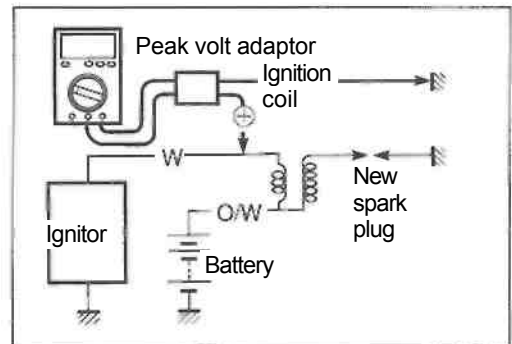 Peak volt adaptor
Ignition
coil
+
W
New
spark
plug
O/W
Ignitor
Battery